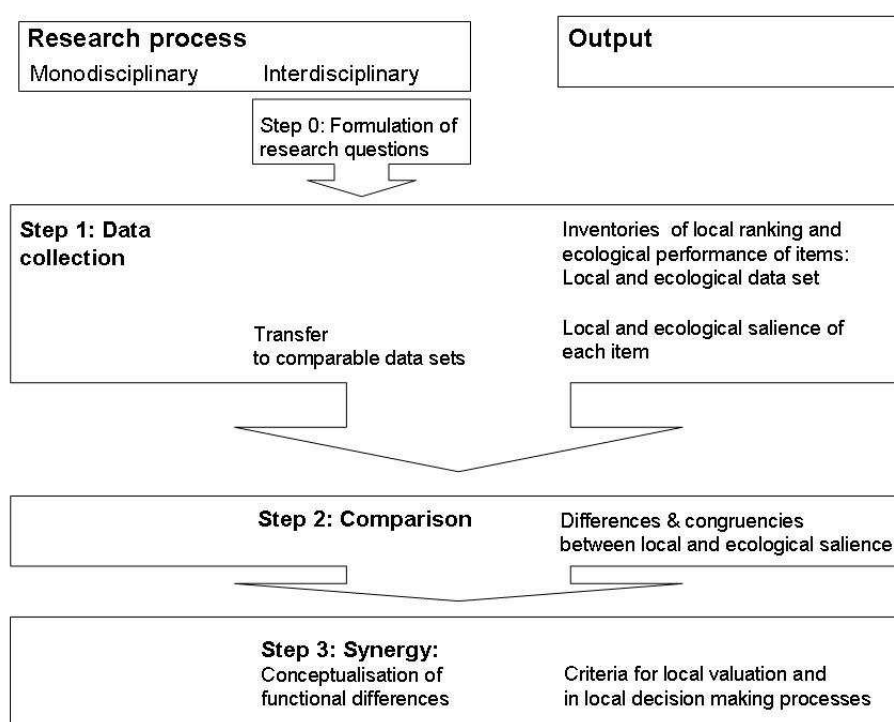 Research process
Monodisciplinary Interdisciplinary
Output
Step 0: Formulation of
research questions
Step 1: Data
collection
Inventories of local ranking and
ecological performance of items:
Local and ecological data set
Transfer
to comparable data sets
Local and ecological salience of
each item
Step 2: Comparison
Differences & congruencies
between local and ecological salience
Step 3: Synergy:
Conceptualisation of
functional differences
Criteria for local valuation and
in local decision making processes